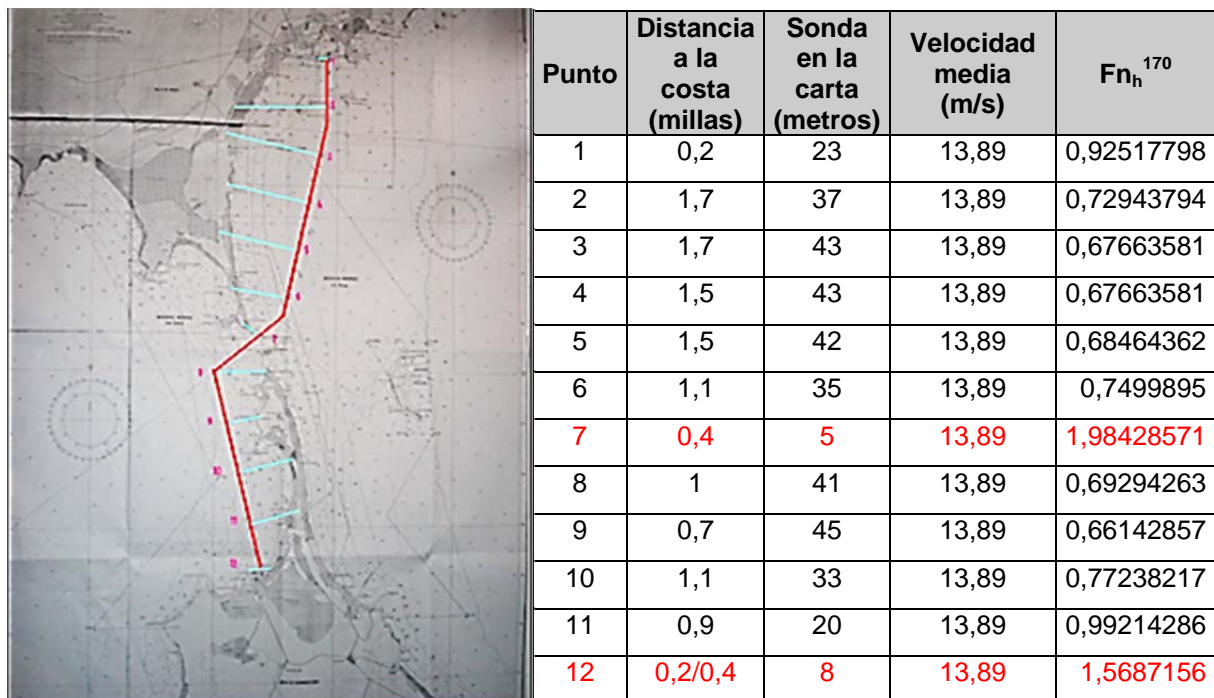 Punto Distancia a la costa (millas) Sonda en la carta (metros) Velocidad media (m/s) Fnh170
1 0,2 23 13,89 0,92517798
2 1,7 37 13,89 0,72943794
3 1,7 43 13,89 0,67663581
4 1,5 43 13,89 0,67663581
5 1,5 42 13,89 0,68464362
6 1,1 35 13,89 0,7499895
7 0,4 5 13,89 1,98428571
8 1 41 13,89 0,69294263
9 0,7 45 13,89 0,66142857
10 1,1 33 13,89 0,77238217
11 0,9 20 13,89 0,99214286
12 0,2/0,4 8 13,89 1,5687156